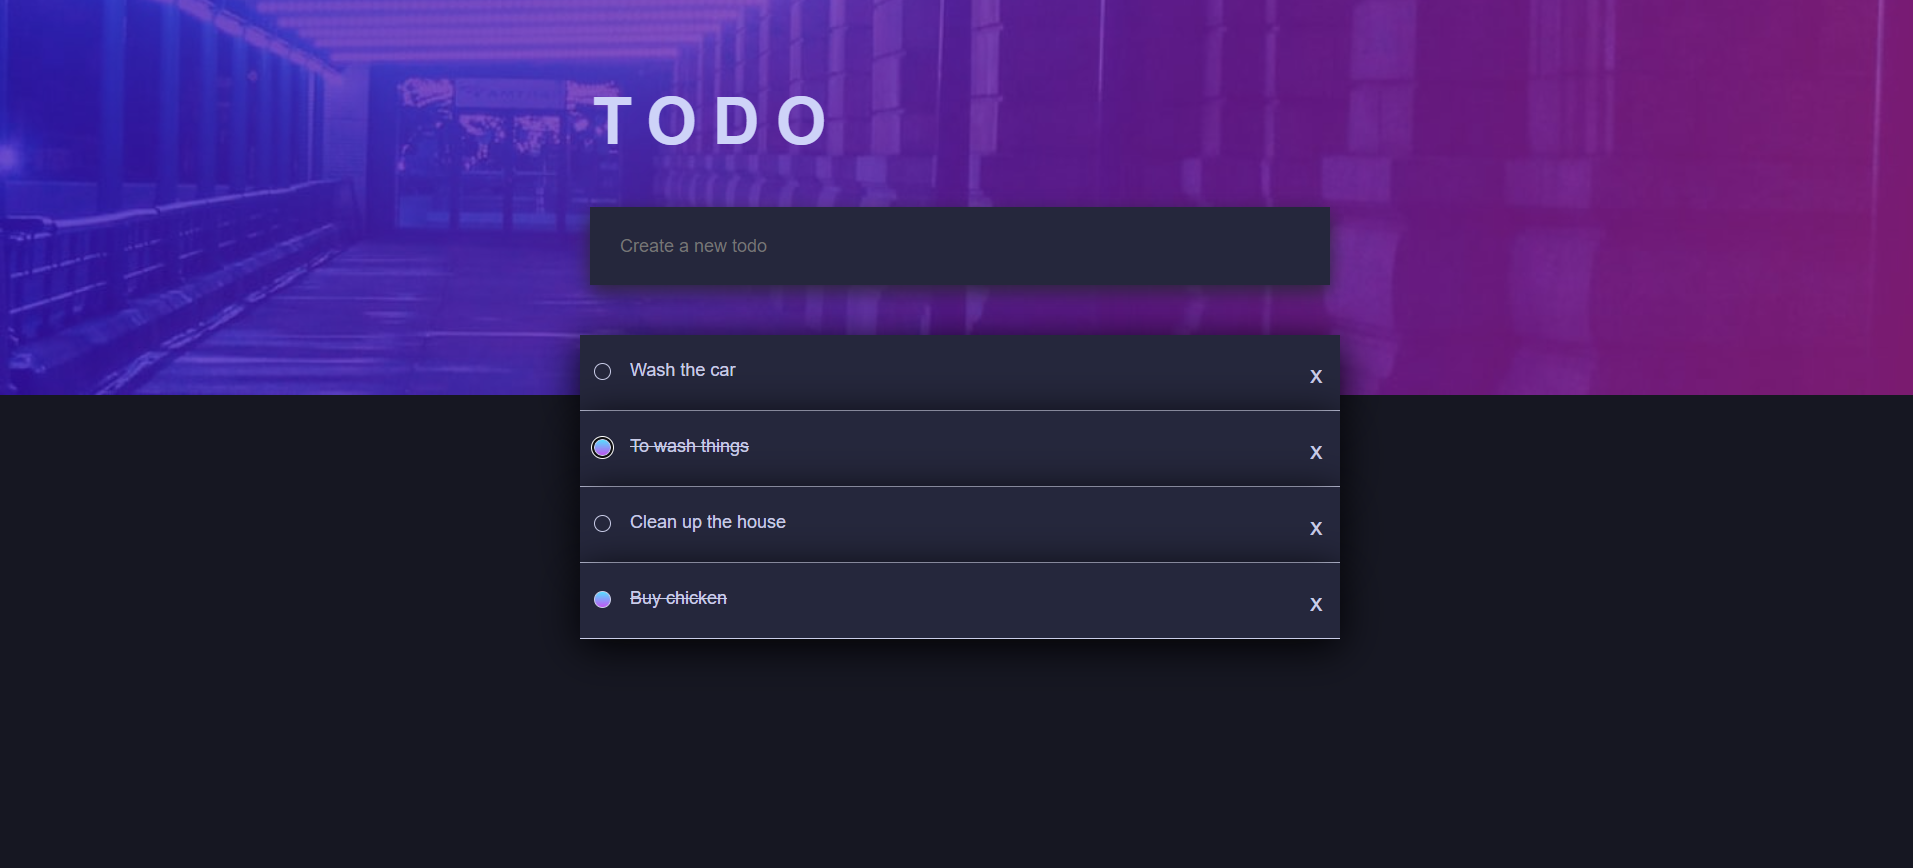 TODO
Create a new todo
Wash the car X
To wash things X
Clean up the house X
Buy chicken X